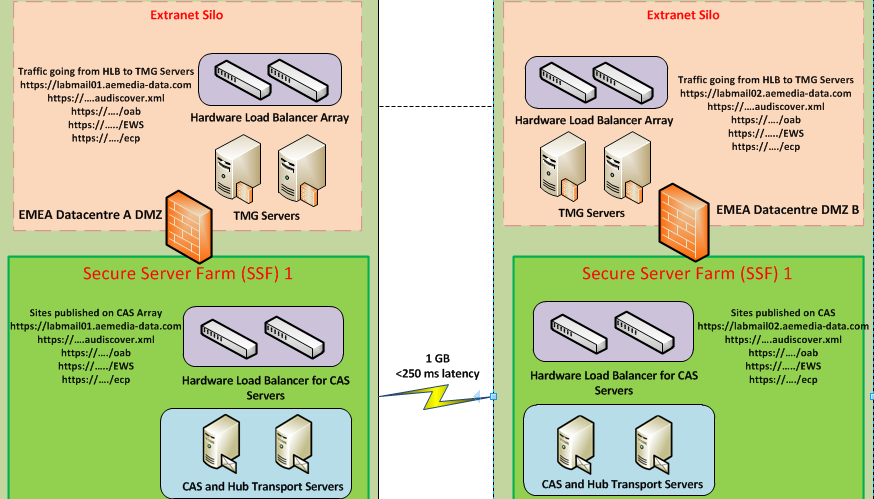 Extranet Silo
Traffic going from HLB to TMG Servers
https://labmail01.aemedia-data.com
https://....audiscover.xml
https://..../oab
https://...../EWS
https://..../ecp
Hardware Load Balancer Array
TMG Servers
EMEA Datacentre A DMZ
Secure Server Farm (SSF) 1
Sites published on CAS Array
https://labmail01.aemedia-data.com
https://....audiscover.xml
https://..../oab
https://...../EWS
https://..../ecp
Hardware Load Balancer for CAS
Servers
CAS and Hub Transport Servers
1 GB
<250 ms latency
Extranet Silo
Traffic going from HLB to TMG Servers
https://labmail02.aemedia-data.com
https://....audiscover.xml
https://..../oab
https://...../EWS
https://..../ecp
Hardware Load Balancer Array
TMG Servers
EMEA Datacentre DMZ B
Secure Server Farm (SSF) 1
Sites published on CAS
https://labmail02.aemedia-data.com
https://....audiscover.xml
https://..../oab
https://...../EWS
https://..../ecp
Hardware Load Balancer for CAS
Servers
CAS and Hub Transport Servers